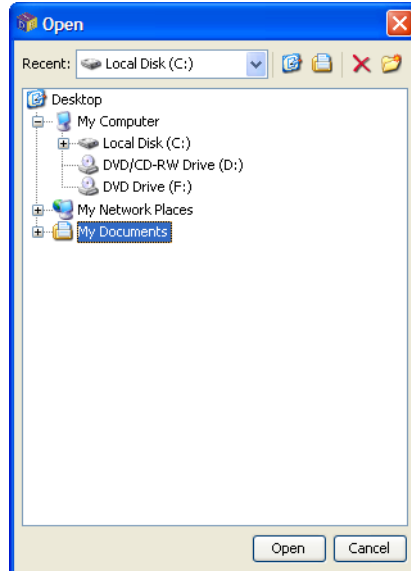 Open
Recent: Local Disk (C:)
Desktop
My Computer
Local Disk (C:)
DVD/CD-RW Drive (D:)
DVD Drive (F:)
My Network Places
My Documents
Open Cancel